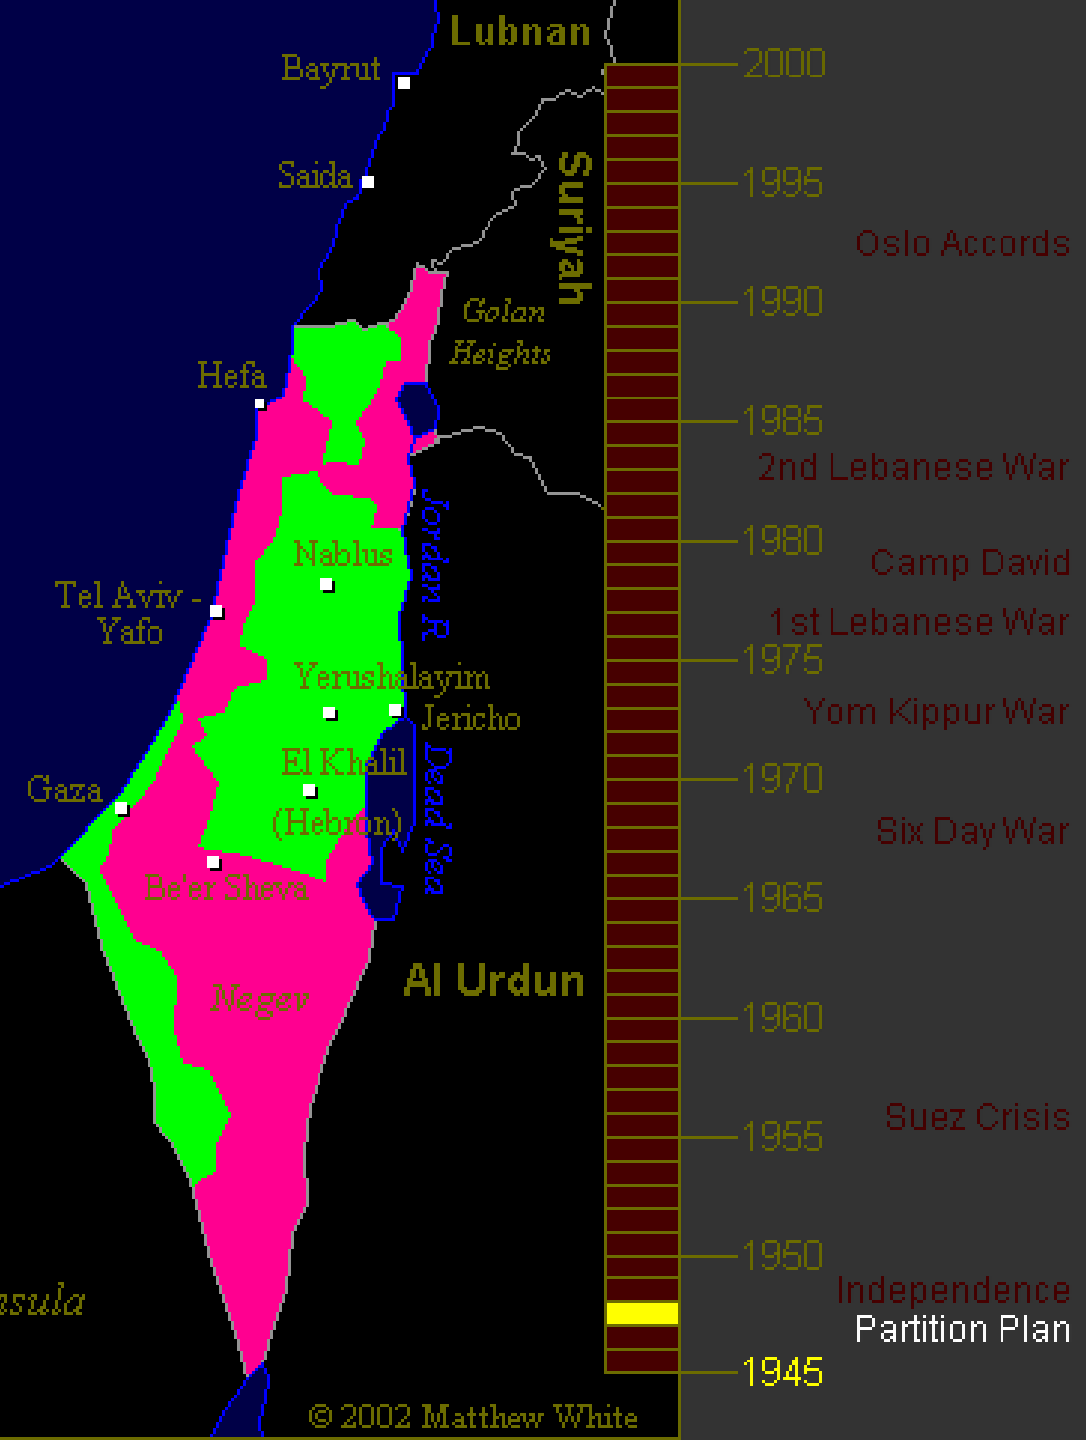 Lubnan
Bayrut
Saida
Suriyah
Golan
Heights
Hefa
Jordan R.
Nablus
Tel Aviv -
Yafo
Yerushalayim
Jericho
El Khalil
(Hebron)
Dead Sea
Gaza
Be'er Sheva
Al Urdun
Negev
nsula
© 2002 Matthew White
2000
1995
Oslo Accords
1990
1985
2nd Lebanese War
1980
Camp David
1st Lebanese War
1975
Yom Kippur War
1970
Six Day War
1965
1960
Suez Crisis
1955
1950
Independence
Partition Plan
1945